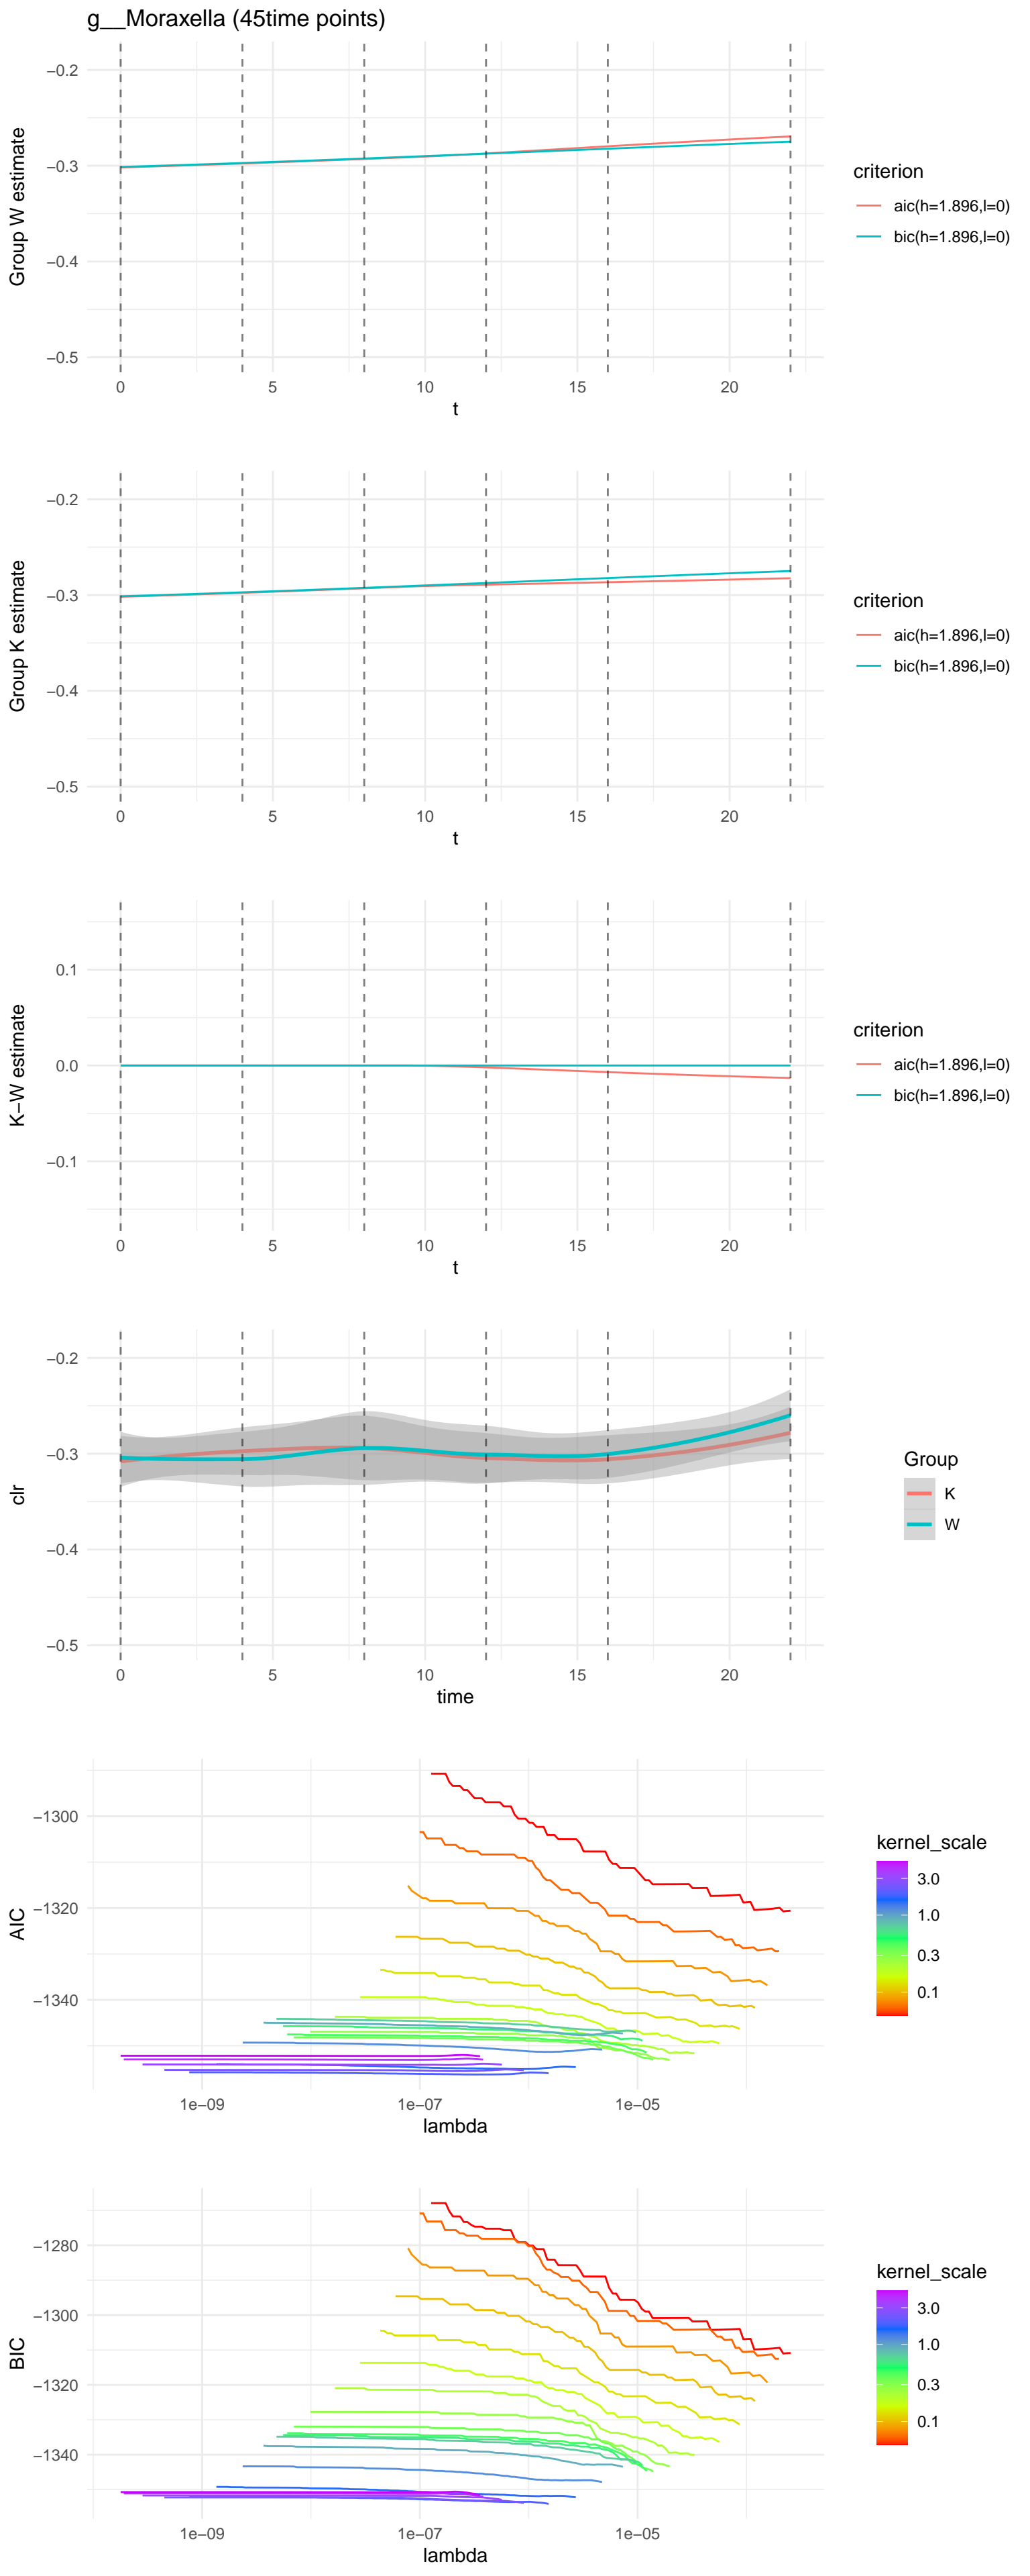 g__Moraxella (45time points)
Group W estimate
−0.2
−0.3
−0.4
−0.5
0 5 10 15 20
t
criterion
aic(h=1.896,l=0)
bic(h=1.896,l=0)
Group K estimate
−0.2
−0.3
−0.4
−0.5
0 5 10 15 20
t
criterion
aic(h=1.896,l=0)
bic(h=1.896,l=0)
K−W estimate
0.1
0.0
−0.1
0 5 10 15 20
t
criterion
aic(h=1.896,l=0)
bic(h=1.896,l=0)
clr
−0.2
−0.3
−0.4
−0.5
0 5 10 15 20
time
Group
K
W
AIC
−1300
−1320
−1340
1e−09 1e−07 1e−05
lambda
kernel_scale
3.0
1.0
0.3
0.1
BIC
−1280
−1300
−1320
−1340
1e−09 1e−07 1e−05
lambda
kernel_scale
3.0
1.0
0.3
0.1